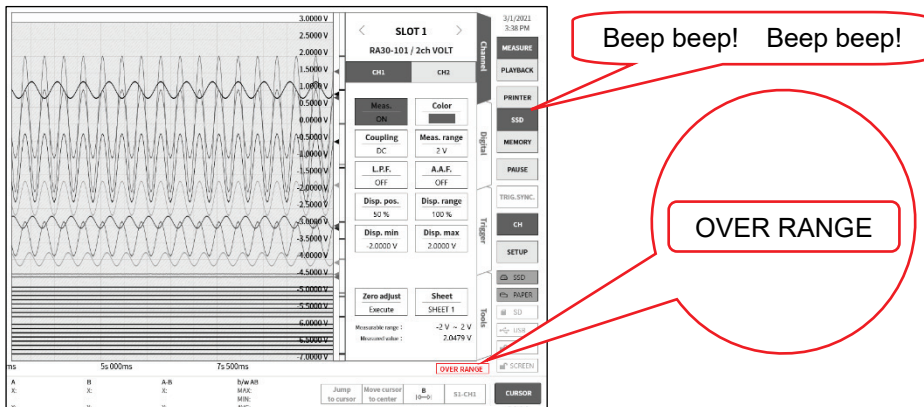 3.0000 V
2.5000 V
2.0000 V
1.5000 V
1.0000 V
0.5000 V
0.0000 V
-0.5000 V
-1.0000 V
-1.5000 V
-2.0000 V
-2.5000 V
-3.0000 V
-3.5000 V
-4.0000 V
-4.5000 V
-5.0000 V
-5.5000 V
-6.0000 V
-6.5000 V
-7.0000 V
ms
5s 000ms
7s 500ms
< SLOT 1 >
RA30-101 / 2ch VOLT
CH1 CH2
Meas. Color
ON
Coupling Meas. range
DC 2 V
L.P.F. A.A.F.
OFF OFF
Disp. pos. Disp. range
50 % 100 %
Disp. min Disp. max
-2.0000 V 2.0000 V
Zero adjust Sheet
Execute SHEET 1
Measurable range : -2 V ~ 2 V
Measured value : 2.0479 V
OVER RANGE
Channel
Digital
Trigger
Tools
3/1/2021
3:38 PM
MEASURE
PLAYBACK
PRINTER
SSD
MEMORY
PAUSE
TRIG.SYNC.
CH
SETUP
SSD
PAPER
SD
USB
SCREEN
A B A-B b/w AB
X: X: X: MAX:
MIN:
Jump to cursor
Move cursor to center
B
S1-CH1
CURSOR
Beep beep! Beep beep!
OVER RANGE